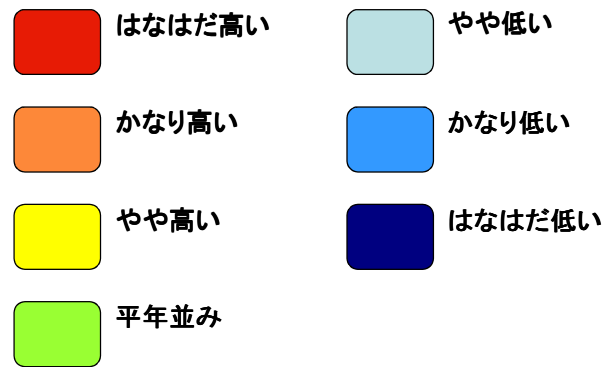 はなはだ高い
かなり高い
やや高い
平年並み
やや低い
かなり低い
はなはだ低い